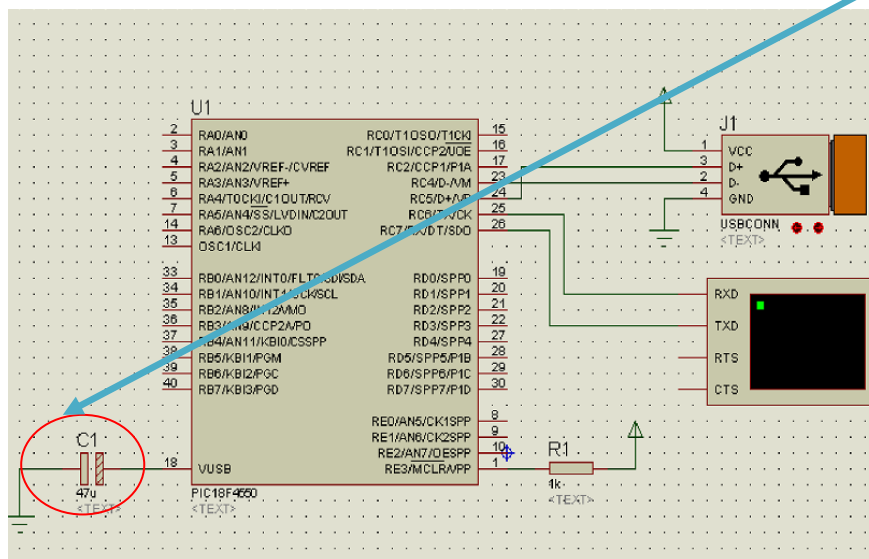 U1
2 RA0/AN0 RC0/T1OSO/T1CKI 15
3 RA1/AN1 RC1/T1OSI/CCP2/UOE 16
4 RA2/AN2/VREF-/CVREF RC2/CCP1/P1A 17
5 RA3/AN3/VREF+ RC4/D-/VM 23
6 RA4/T0CKI/C1OUT/RCV 24
7 RA5/AN4/SS/LVDIN/C2OUT 25
14 RA6/OSC2/CLKO 26
13 OSC1/CLKI
33 RD0/SPP0 19
34 RD1/SPP1 20
35 RD2/SPP2 21
36 RD3/SPP3 22
37 RB4/AN11/KBI0/CSSPP RD4/SPP4 27
38 RB5/KBI1/PGM RD5/SPP5/P1B 28
39 RB6/KBI2/PGC RD6/SPP6/P1C 29
40 RB7/KBI3/PGD RD7/SPP7/P1D 30
RE0/AN5/CK1SPP 8
RE1/AN6/CK2SPP 9
RE2/AN7/OESPP 10
18 VUSB RE3/MCLR/VPP 1
PIC18F4550
<TEXT>
J1
1 VCC
3 D+
2 D-
4 GND
USBCONN
<TEXT>
RXD
TXD
RTS
CTS
C1
47u
<TEXT>
R1
1k
<TEXT>